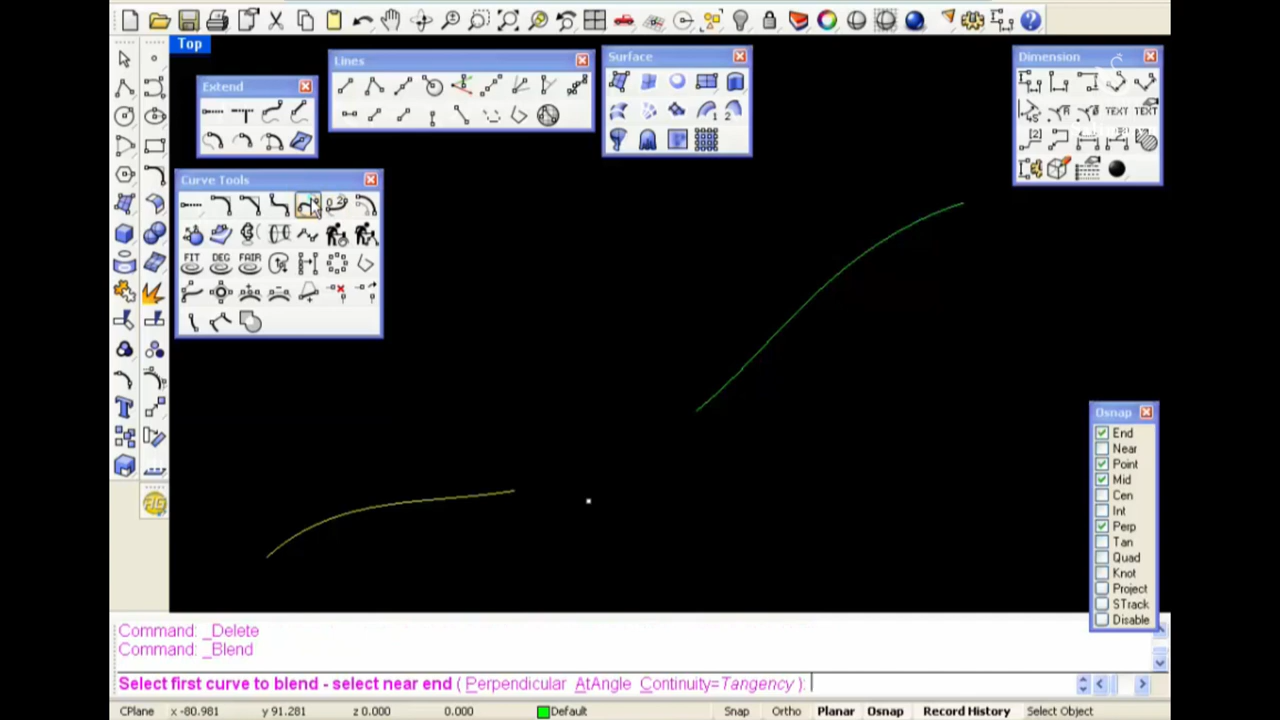 Top
Lines
Surface
Dimension
Extend
1
2
TEXT TEXT
Curve Tools
FIT DEG FAIR
Osnap
End
Near
Point
Mid
Cen
Int
Perp
Tan
Quad
Knot
Project
STrack
Disable
Command: _Delete
Command: _Blend
Select first curve to blend - select near end ( Perpendicular AtAngle Continuity=Tangency ):
CPlane x -80.981 y 91.281 z 0.000 0.000 Default Snap Ortho Planar Osnap Record History Select Object